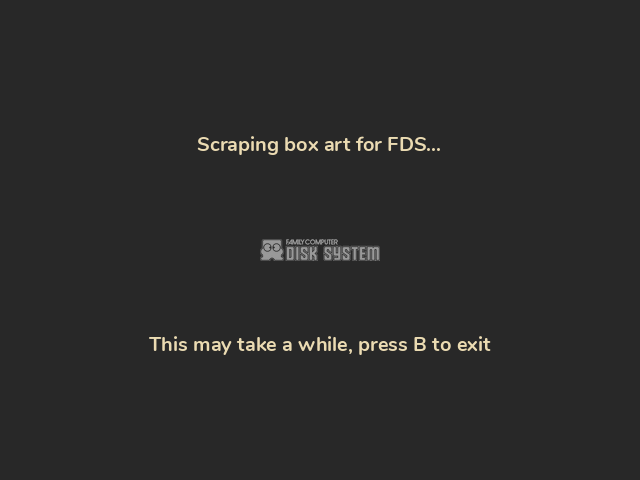 Scraping box art for FDS...
FAMILY COMPUTER
DISK SYSTEM
This may take a while, press B to exit